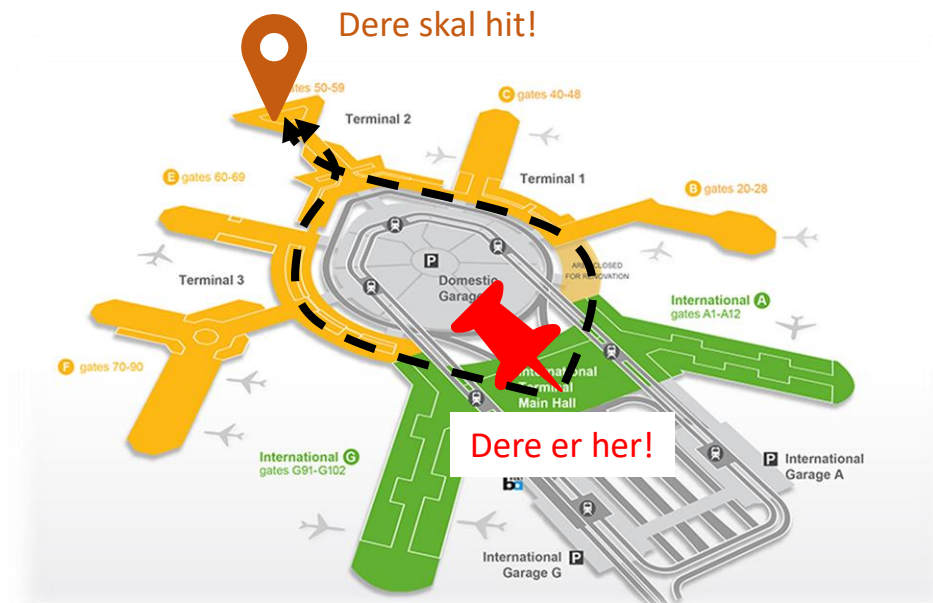 Dere skal hit!
gates 50-59
C gates 40-48
Terminal 2
E gates 60-69
Terminal 1
B gates 20-28
P
Domestic
Garage
FOR RENOVATION
Terminal 3
International A
gates A1-A12
F gates 70-90
International
Terminal
Main Hall
Dere er her!
International G
gates G91-G102
P International
Garage A
International P
Garage G